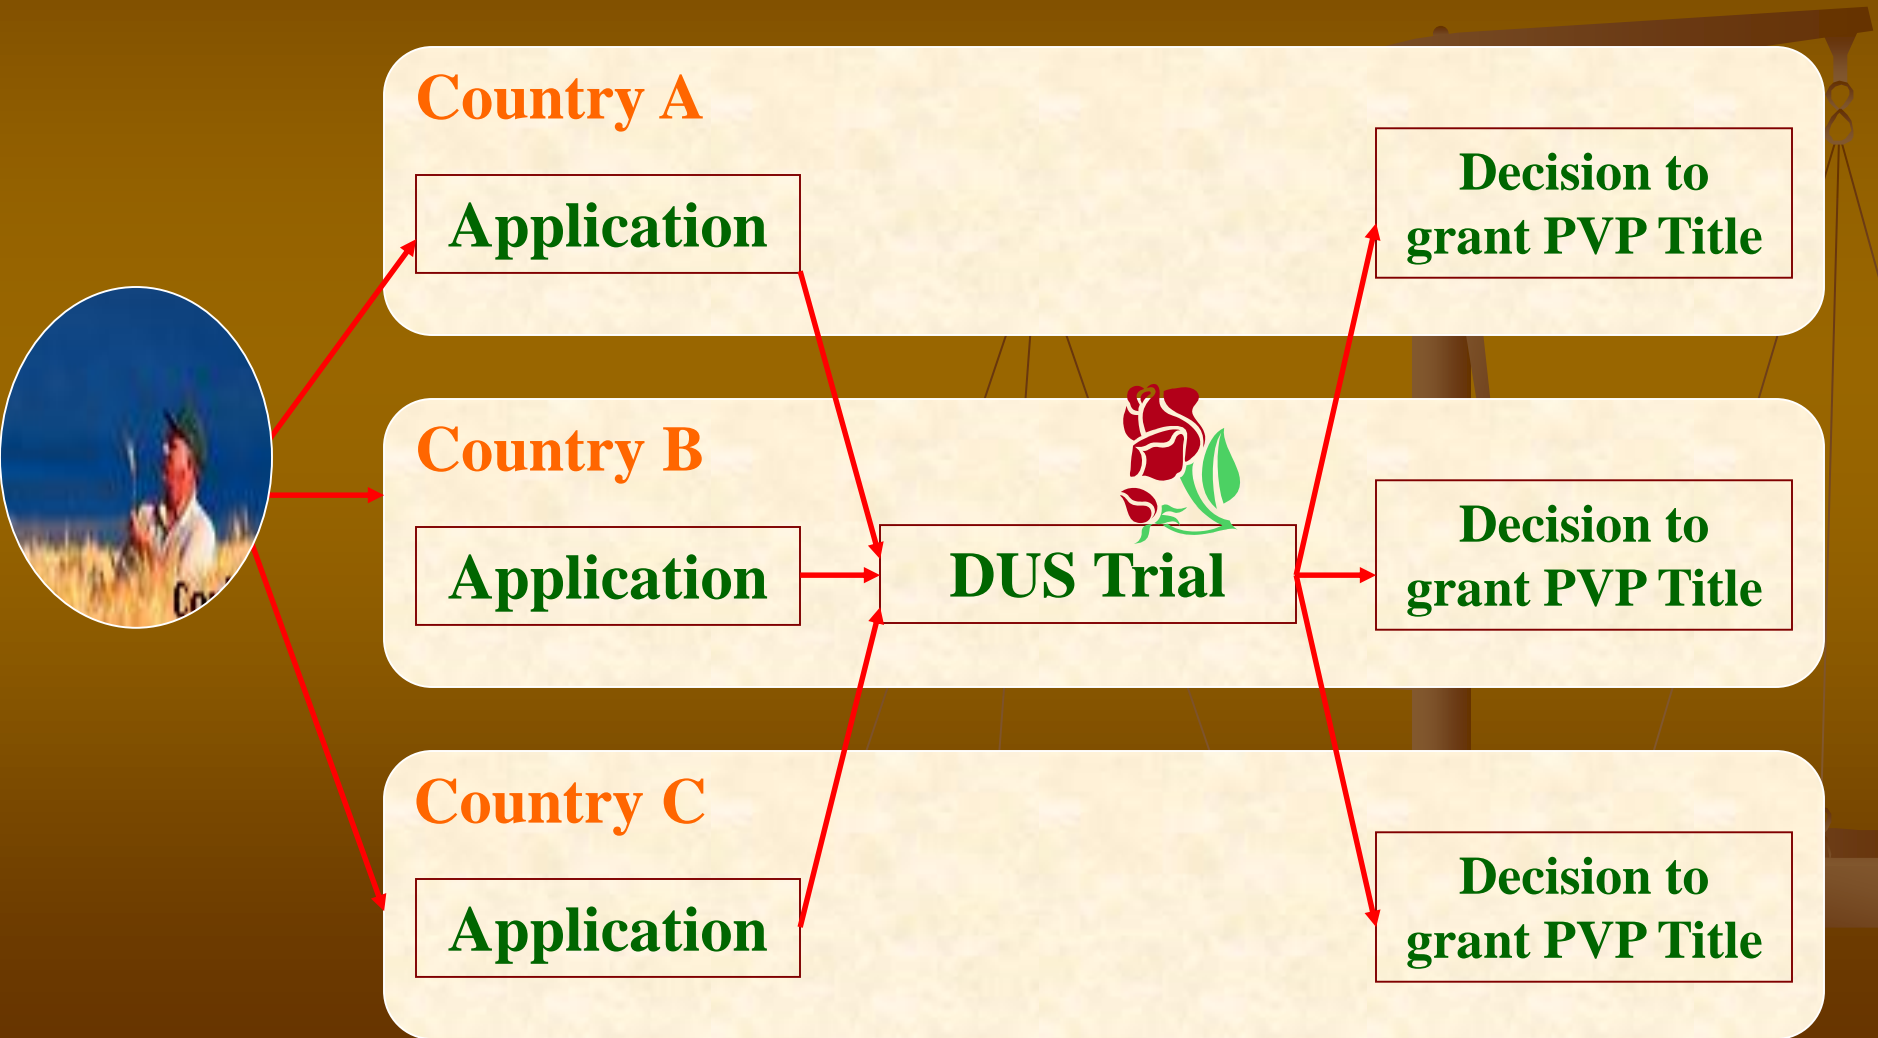 Country A
Application
Decision to
grant PVP Title
Country B
Application
DUS Trial
Decision to
grant PVP Title
Country C
Application
Decision to
grant PVP Title